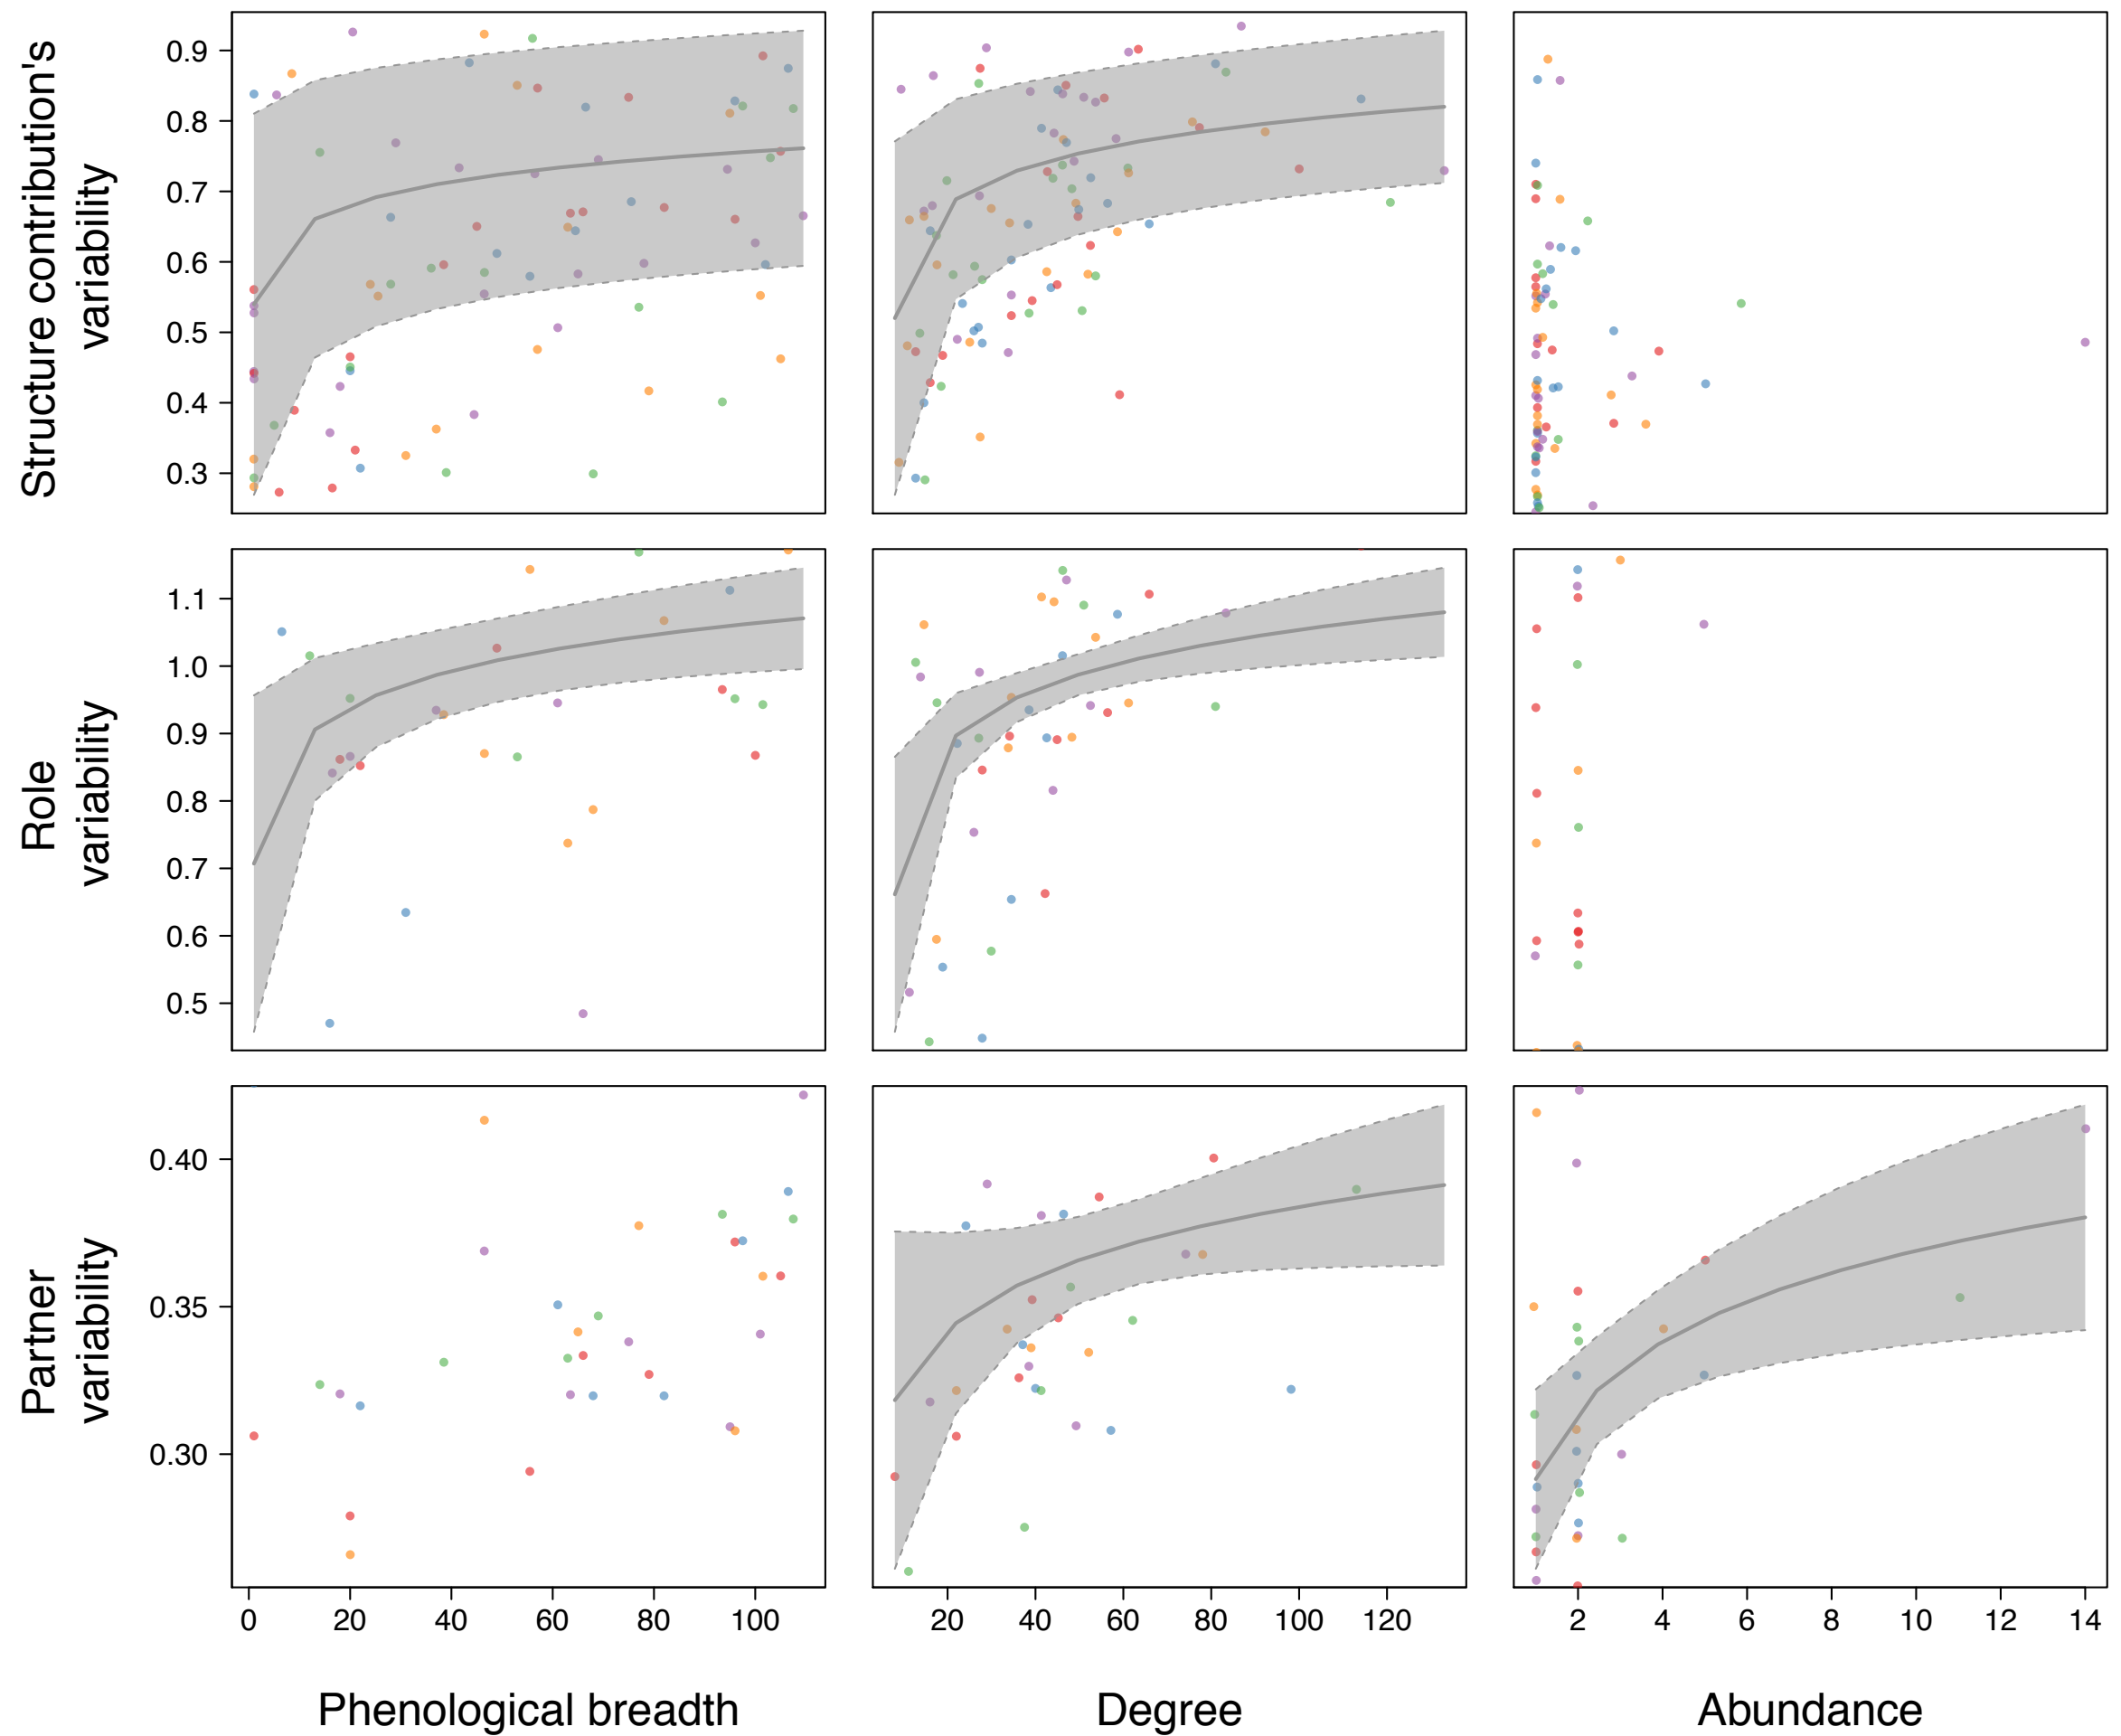 Structure contribution's
variability
0.9
0.8
0.7
0.6
0.5
0.4
0.3
Role
variability
1.1
1.0
0.9
0.8
0.7
0.6
0.5
Partner
variability
0.40
0.35
0.30
0 20 40 60 80 100
20 40 60 80 100 120
2 4 6 8 10 12 14
Phenological breadth
Degree
Abundance